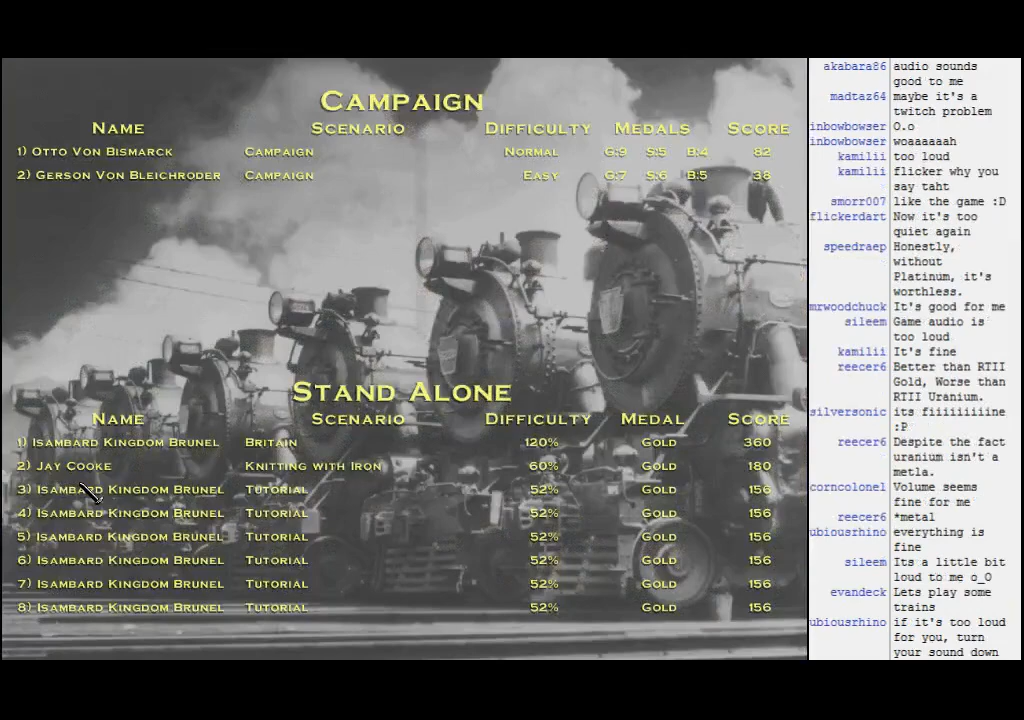 Campaign
Name Scenario Difficulty Medals Score
1) Otto Von Bismarck Campaign Normal G:9 S:5 B:4 82
2) Gerson Von Bleichroder Campaign Easy G:7 S:6 B:5 38
Stand Alone
Name Scenario Difficulty Medal Score
1) Isambard Kingdom Brunel Britain 120% Gold 360
2) Jay Cooke Knitting with Iron 60% Gold 180
3) Isambard Kingdom Brunel Tutorial 52% Gold 156
4) Isambard Kingdom Brunel Tutorial 52% Gold 156
5) Isambard Kingdom Brunel Tutorial 52% Gold 156
6) Isambard Kingdom Brunel Tutorial 52% Gold 156
7) Isambard Kingdom Brunel Tutorial 52% Gold 156
8) Isambard Kingdom Brunel Tutorial 52% Gold 156
akabara86 audio sounds
good to me
madtaz64 maybe it's a
twitch problem
inbowbowser O.o
inbowbowser woaaaaaah
kamilii too loud
kamilii flicker why you
say taht
smorr007 like the game :D
flickerdart Now it's too
quiet again
speedraep Honestly,
without
Platinum, it's
worthless.
mrwoodchuck It's good for me
sileem Game audio is
too loud
kamilii It's fine
reecer6 Better than RTII
Gold, Worse than
RTII Uranium.
silversonic its fiiiiiiiine
:P
reecer6 Despite the fact
uranium isn't a
metla.
corncolonel Volume seems
fine for me
reecer6 *metal
ubiousrhino everything is
fine
sileem Its a little bit
loud to me o_O
evandeck Lets play some
trains
ubiousrhino if it's too loud
for you, turn
your sound down